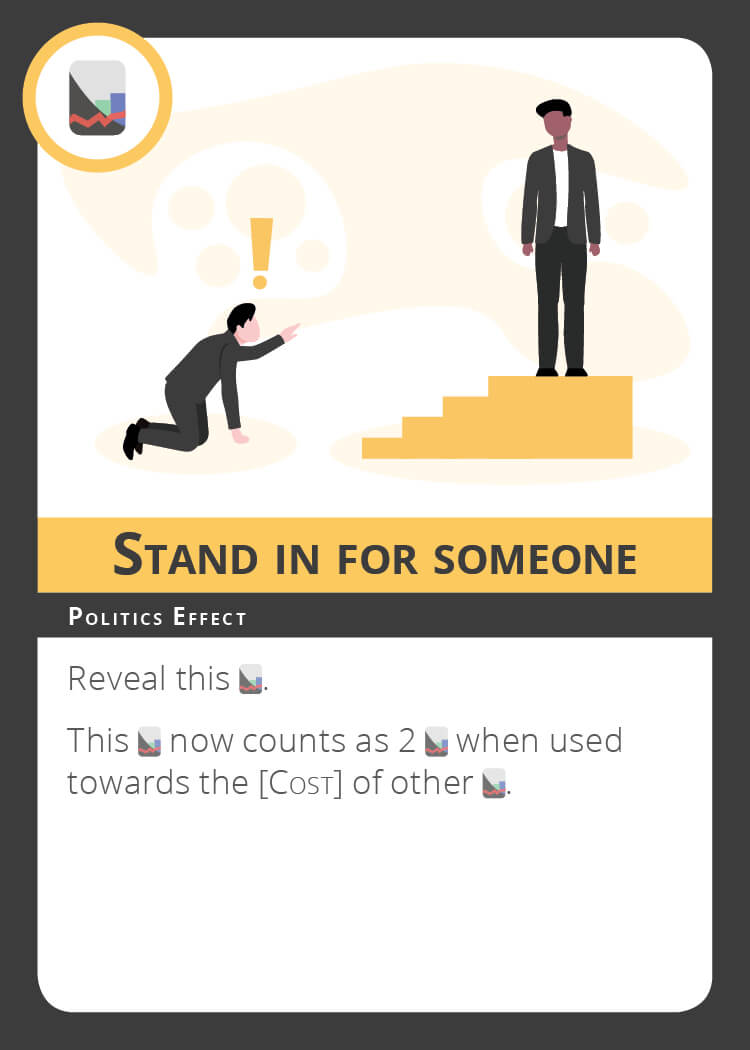 Stand in for someone
Politics Effect
Reveal this .
This now counts as 2 when used
towards the [Cost] of other .